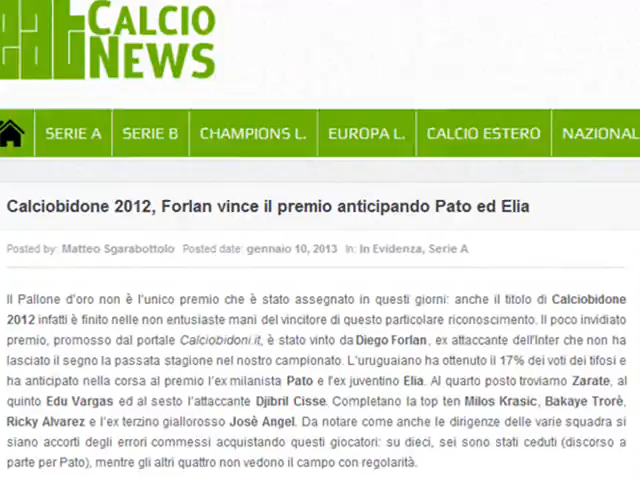 eat CALCIO
NEWS
SERIE A SERIE B CHAMPIONS L. EUROPA L. CALCIO ESTERO NAZIONAL
Calciobidone 2012, Forlan vince il premio anticipando Pato ed Elia
Posted by: Matteo Sgarabottolo Posted date: gennaio 10, 2013 In: In Evidenza, Serie A
Il Pallone d'oro non è l'unico premio che è stato assegnato in questi giorni: anche il titolo di Calciobidone
2012 infatti è finito nelle non entusiaste mani del vincitore di questo particolare riconoscimento. Il poco invidiato
premio, promosso dal portale Calciobidoni.it, è stato vinto da Diego Forlan, ex attaccante dell'Inter che non ha
lasciato il segno la passata stagione nel nostro campionato. L'uruguaiano ha ottenuto il 17% dei voti dei tifosi e
ha anticipato nella corsa al premio l'ex milanista Pato e l'ex juventino Elia. Al quarto posto troviamo Zarate, al
quinto Edu Vargas ed al sesto l'attaccante Djibril Cisse. Completano la top ten Milos Krasic, Bakaye Trorè,
Ricky Alvarez e l'ex terzino giallorosso Josè Angel. Da notare come anche le dirigenze delle varie squadra si
siano accorti degli errori commessi acquistando questi giocatori: su dieci, sei sono stati ceduti (discorso a
parte per Pato), mentre gli altri quattro non vedono il campo con regolarità.